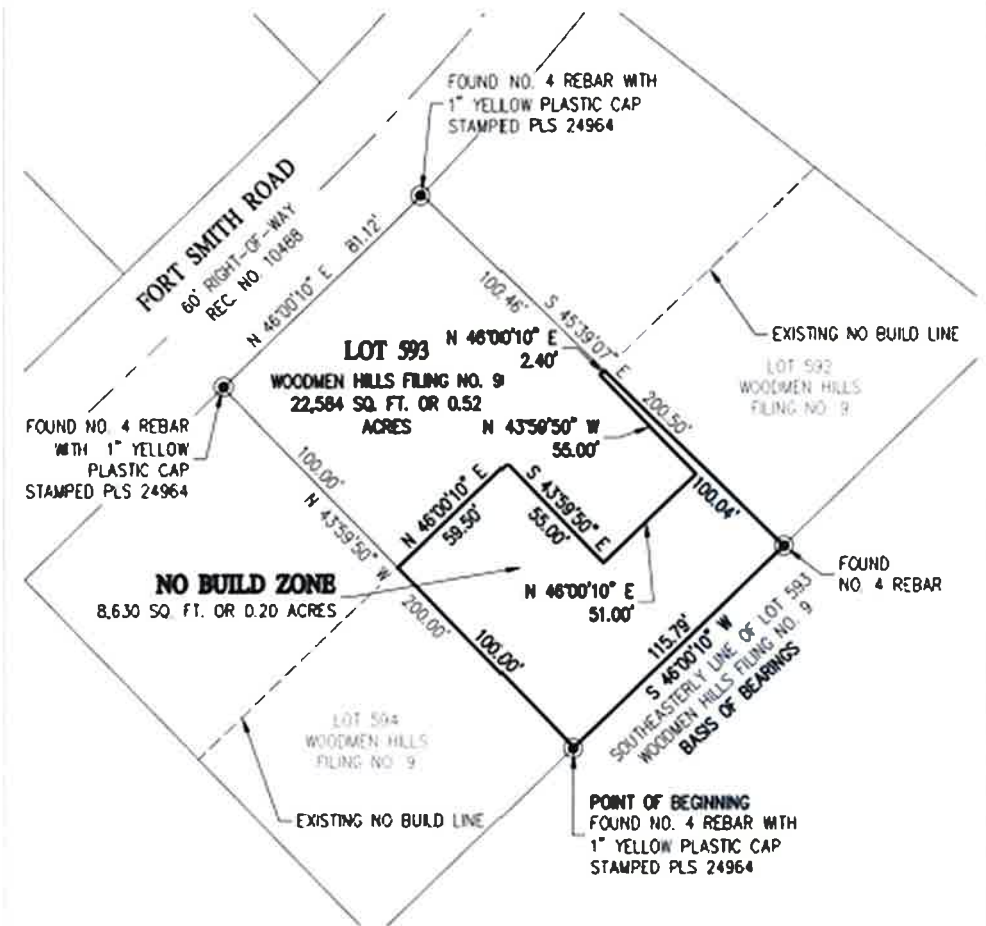 FOUND NO. 4 REBAR WITH
1" YELLOW PLASTIC CAP
STAMPED PLS 24964
FORT SMITH ROAD
60' RIGHT-OF-WAY
REC. NO. 10488
N 46°00'10" E
81.12'
100.46'
S 45°39'07" E
200.50'
EXISTING NO BUILD LINE
LOT 592
WOODMEN HILLS
FILING NO. 9
LOT 593
WOODMEN HILLS FILING NO. 9
22,584 SQ. FT. OR 0.52
ACRES
N 46°00'10" E
2.40'
N 43°59'50" W
55.00'
FOUND NO. 4 REBAR
WITH 1" YELLOW
PLASTIC CAP
STAMPED PLS 24964
100.00'
N 43°59'50" W
200.00'
N 46°00'10" E
59.50'
S 43°59'50" E
55.00'
100.04'
FOUND
NO. 4 REBAR
NO BUILD ZONE
8,630 SQ. FT. OR 0.20 ACRES
N 46°00'10" E
51.00'
100.00'
115.79'
S 46°00'10" W
SOUTHEASTERLY LINE OF LOT 593
WOODMEN HILLS FILING NO. 9
BASIS OF BEARINGS
LOT 594
WOODMEN HILLS
FILING NO. 9
EXISTING NO BUILD LINE
POINT OF BEGINNING
FOUND NO. 4 REBAR WITH
1" YELLOW PLASTIC CAP
STAMPED PLS 24964